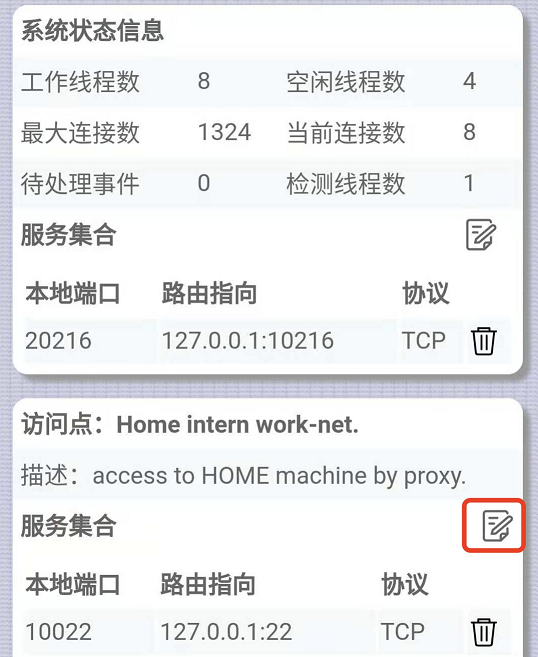 系统状态信息
工作线程数 8 空闲线程数 4
最大连接数 1324 当前连接数 8
待处理事件 0 检测线程数 1
服务集合
本地端口 路由指向 协议
20216 127.0.0.1:10216 TCP
访问点：Home intern work-net.
描述：access to HOME machine by proxy.
服务集合
本地端口 路由指向 协议
10022 127.0.0.1:22 TCP